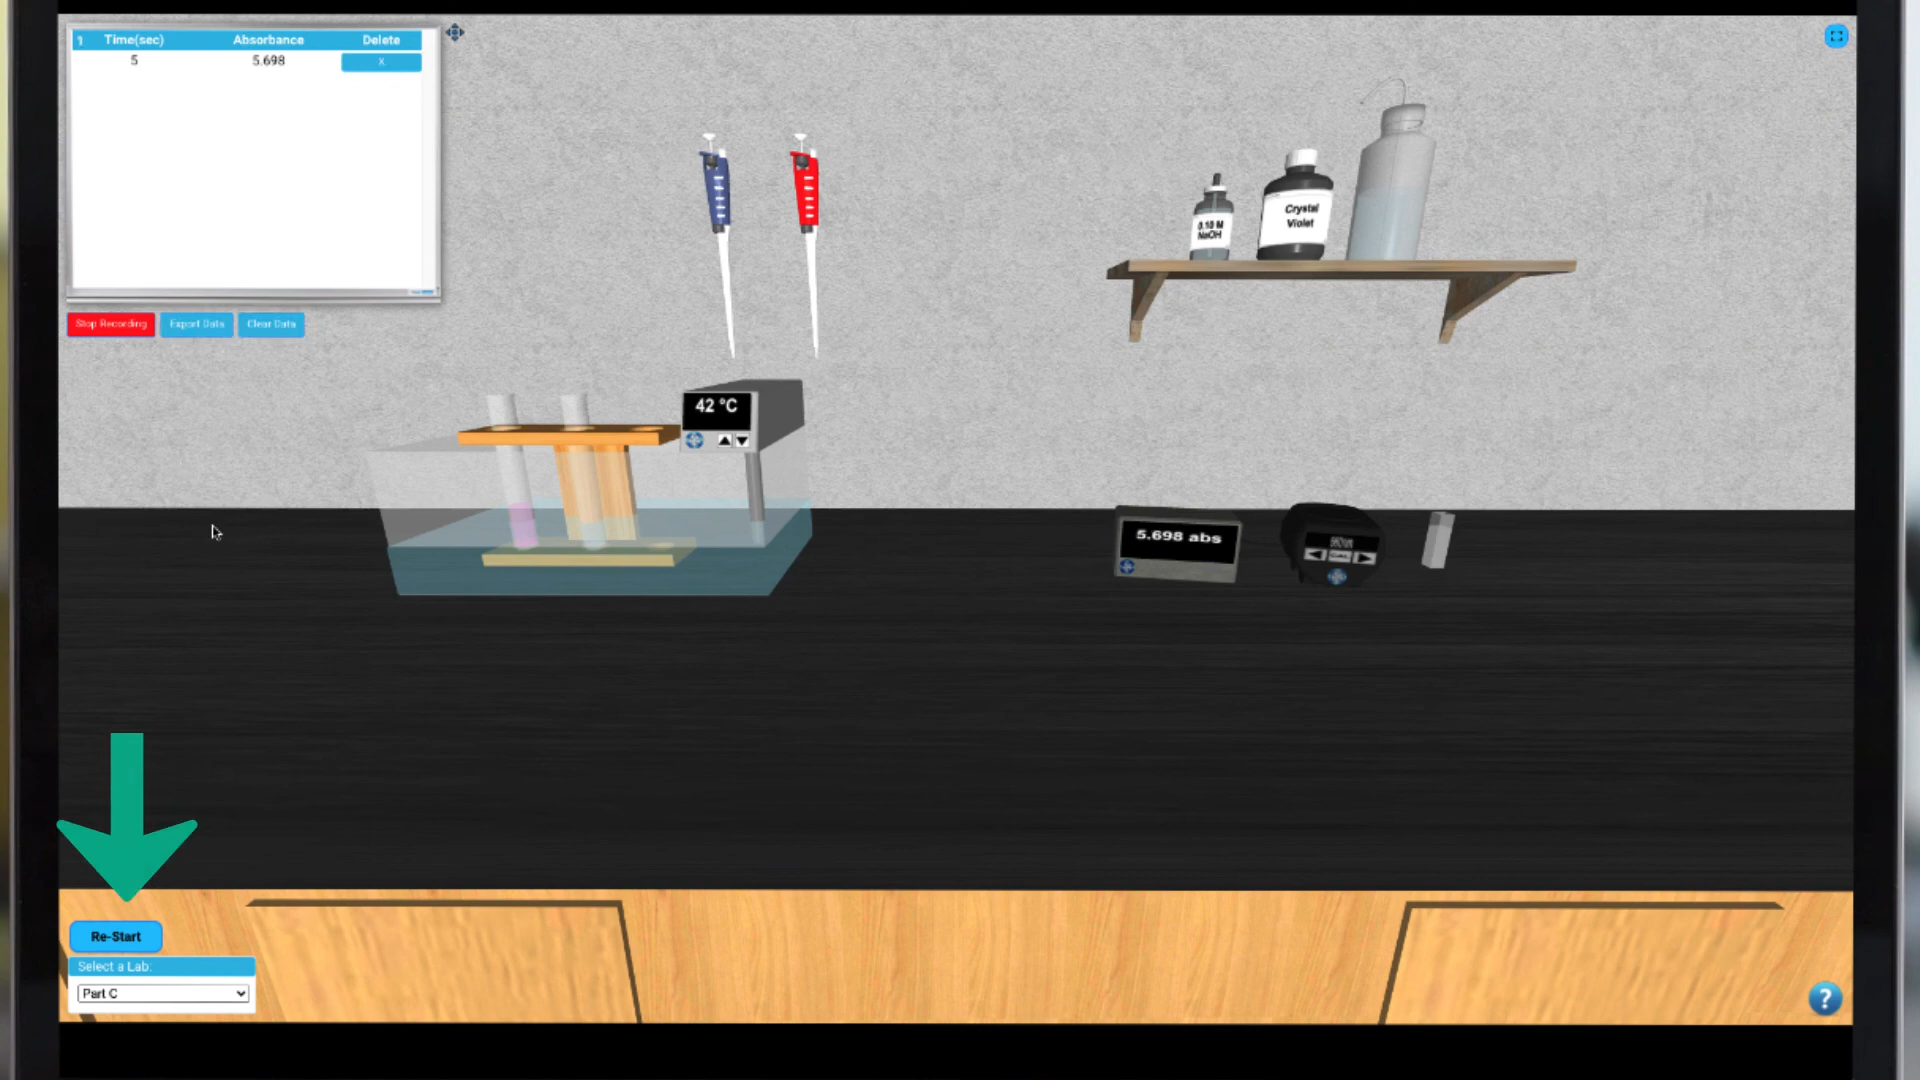 Time(sec) Absorbance Delete
5 5.698 X
Stop Recording Export Data Clear Data
42 °C
0.10 M
NaOH
Crystal
Violet
5.698 abs
Re-Start
Select a Lab:
Part C
?